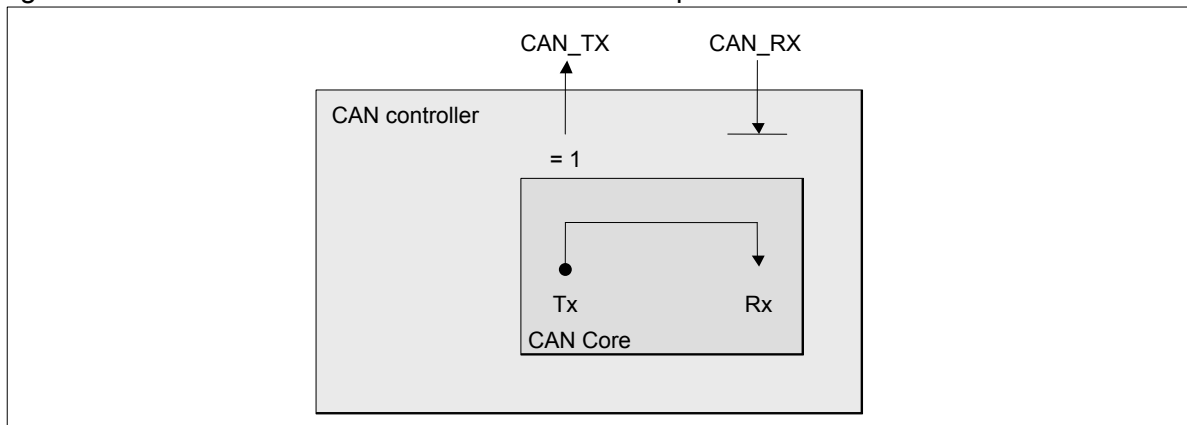 CAN_TX CAN_RX
CAN controller
= 1
Tx Rx
CAN Core